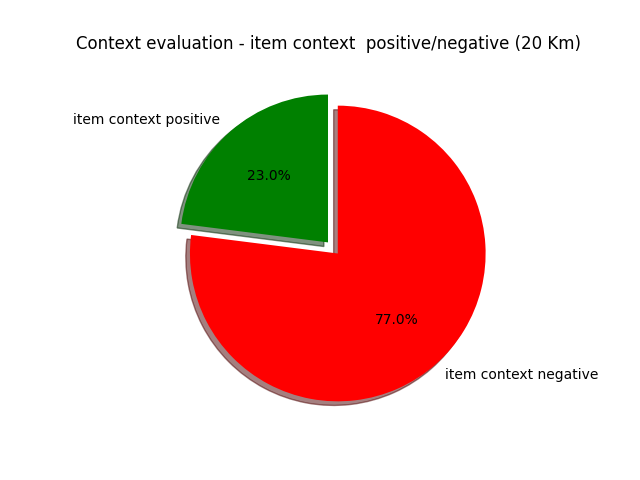 Context evaluation - item context  positive/negative (20 Km)
item context positive
23.0%
77.0%
item context negative